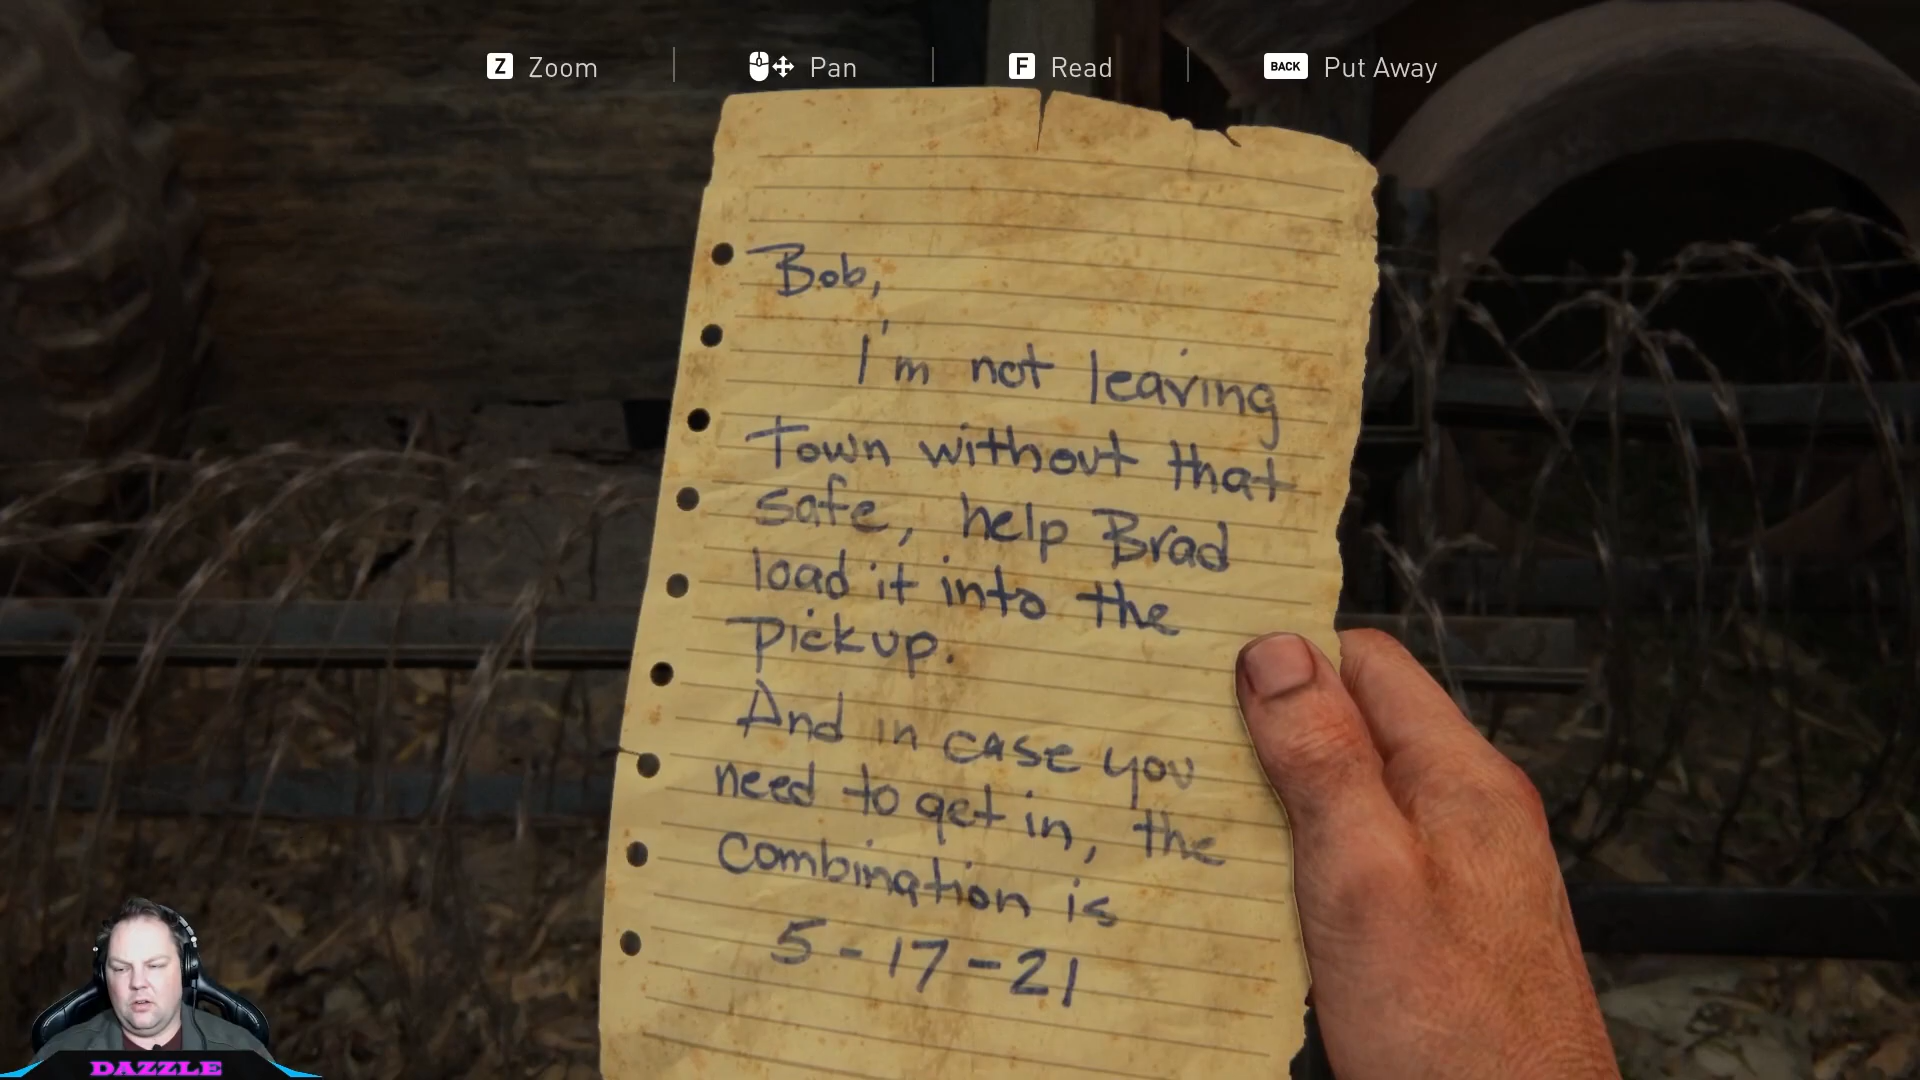 Z Zoom
Pan
F Read
BACK Put Away
Bob,
I'm not leaving
Town without that
safe, help Brad
load it into the
Pickup.
And in case you
need to get in, the
Combination is
5-17-21
DAZZLE